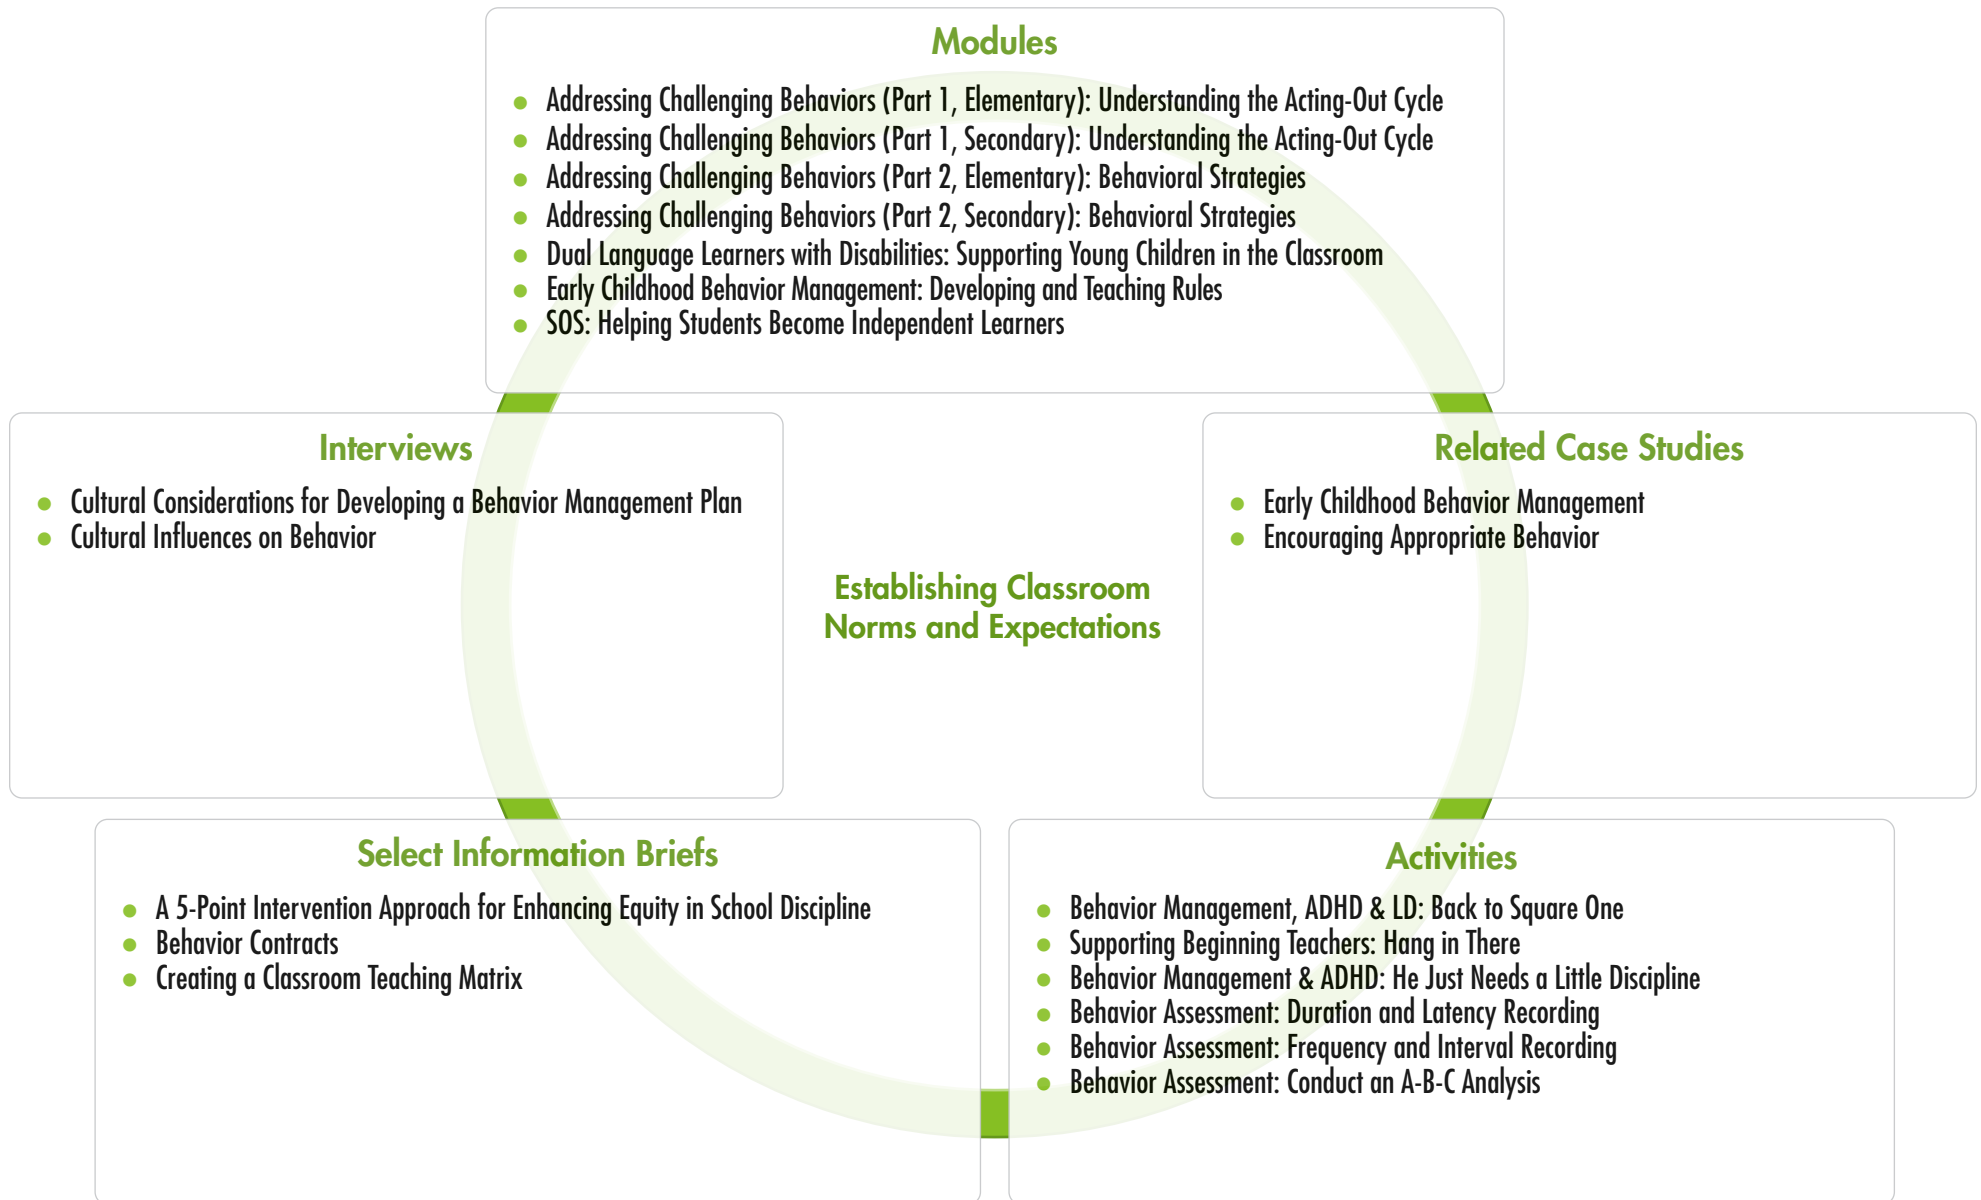 Modules
Addressing Challenging Behaviors (Part 1, Elementary): Understanding the Acting-Out Cycle
Addressing Challenging Behaviors (Part 1, Secondary): Understanding the Acting-Out Cycle
Addressing Challenging Behaviors (Part 2, Elementary): Behavioral Strategies
Addressing Challenging Behaviors (Part 2, Secondary): Behavioral Strategies
Dual Language Learners with Disabilities: Supporting Young Children in the Classroom
Early Childhood Behavior Management: Developing and Teaching Rules
SOS: Helping Students Become Independent Learners
Interviews
Cultural Considerations for Developing a Behavior Management Plan
Cultural Influences on Behavior
Establishing Classroom
Norms and Expectations
Related Case Studies
Early Childhood Behavior Management
Encouraging Appropriate Behavior
Select Information Briefs
A 5-Point Intervention Approach for Enhancing Equity in School Discipline
Behavior Contracts
Creating a Classroom Teaching Matrix
Activities
Behavior Management, ADHD & LD: Back to Square One
Supporting Beginning Teachers: Hang in There
Behavior Management & ADHD: He Just Needs a Little Discipline
Behavior Assessment: Duration and Latency Recording
Behavior Assessment: Frequency and Interval Recording
Behavior Assessment: Conduct an A-B-C Analysis